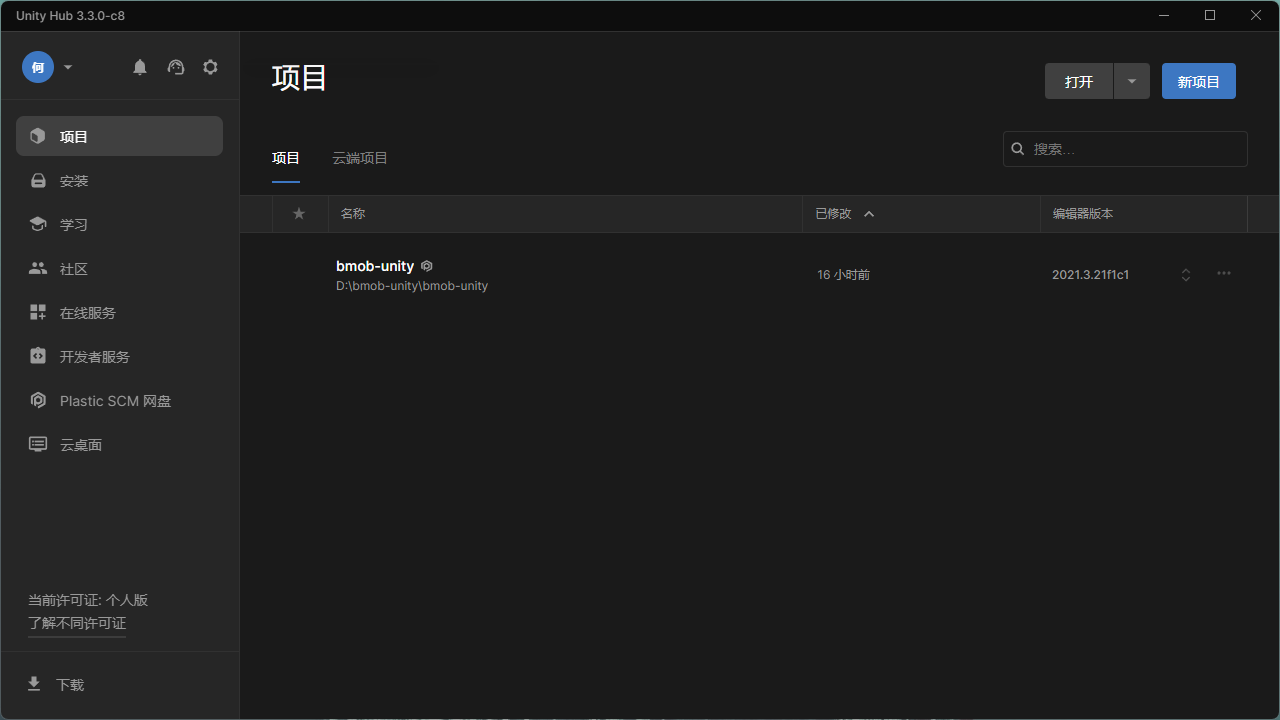 Unity Hub 3.3.0-c8
何
项目
打开
新项目
项目
安装
学习
社区
在线服务
开发者服务
Plastic SCM 网盘
云桌面
项目 云端项目
搜索...
名称 已修改 编辑器版本
bmob-unity
D:\bmob-unity\bmob-unity
16 小时前
2021.3.21f1c1
当前许可证: 个人版
了解不同许可证
下载